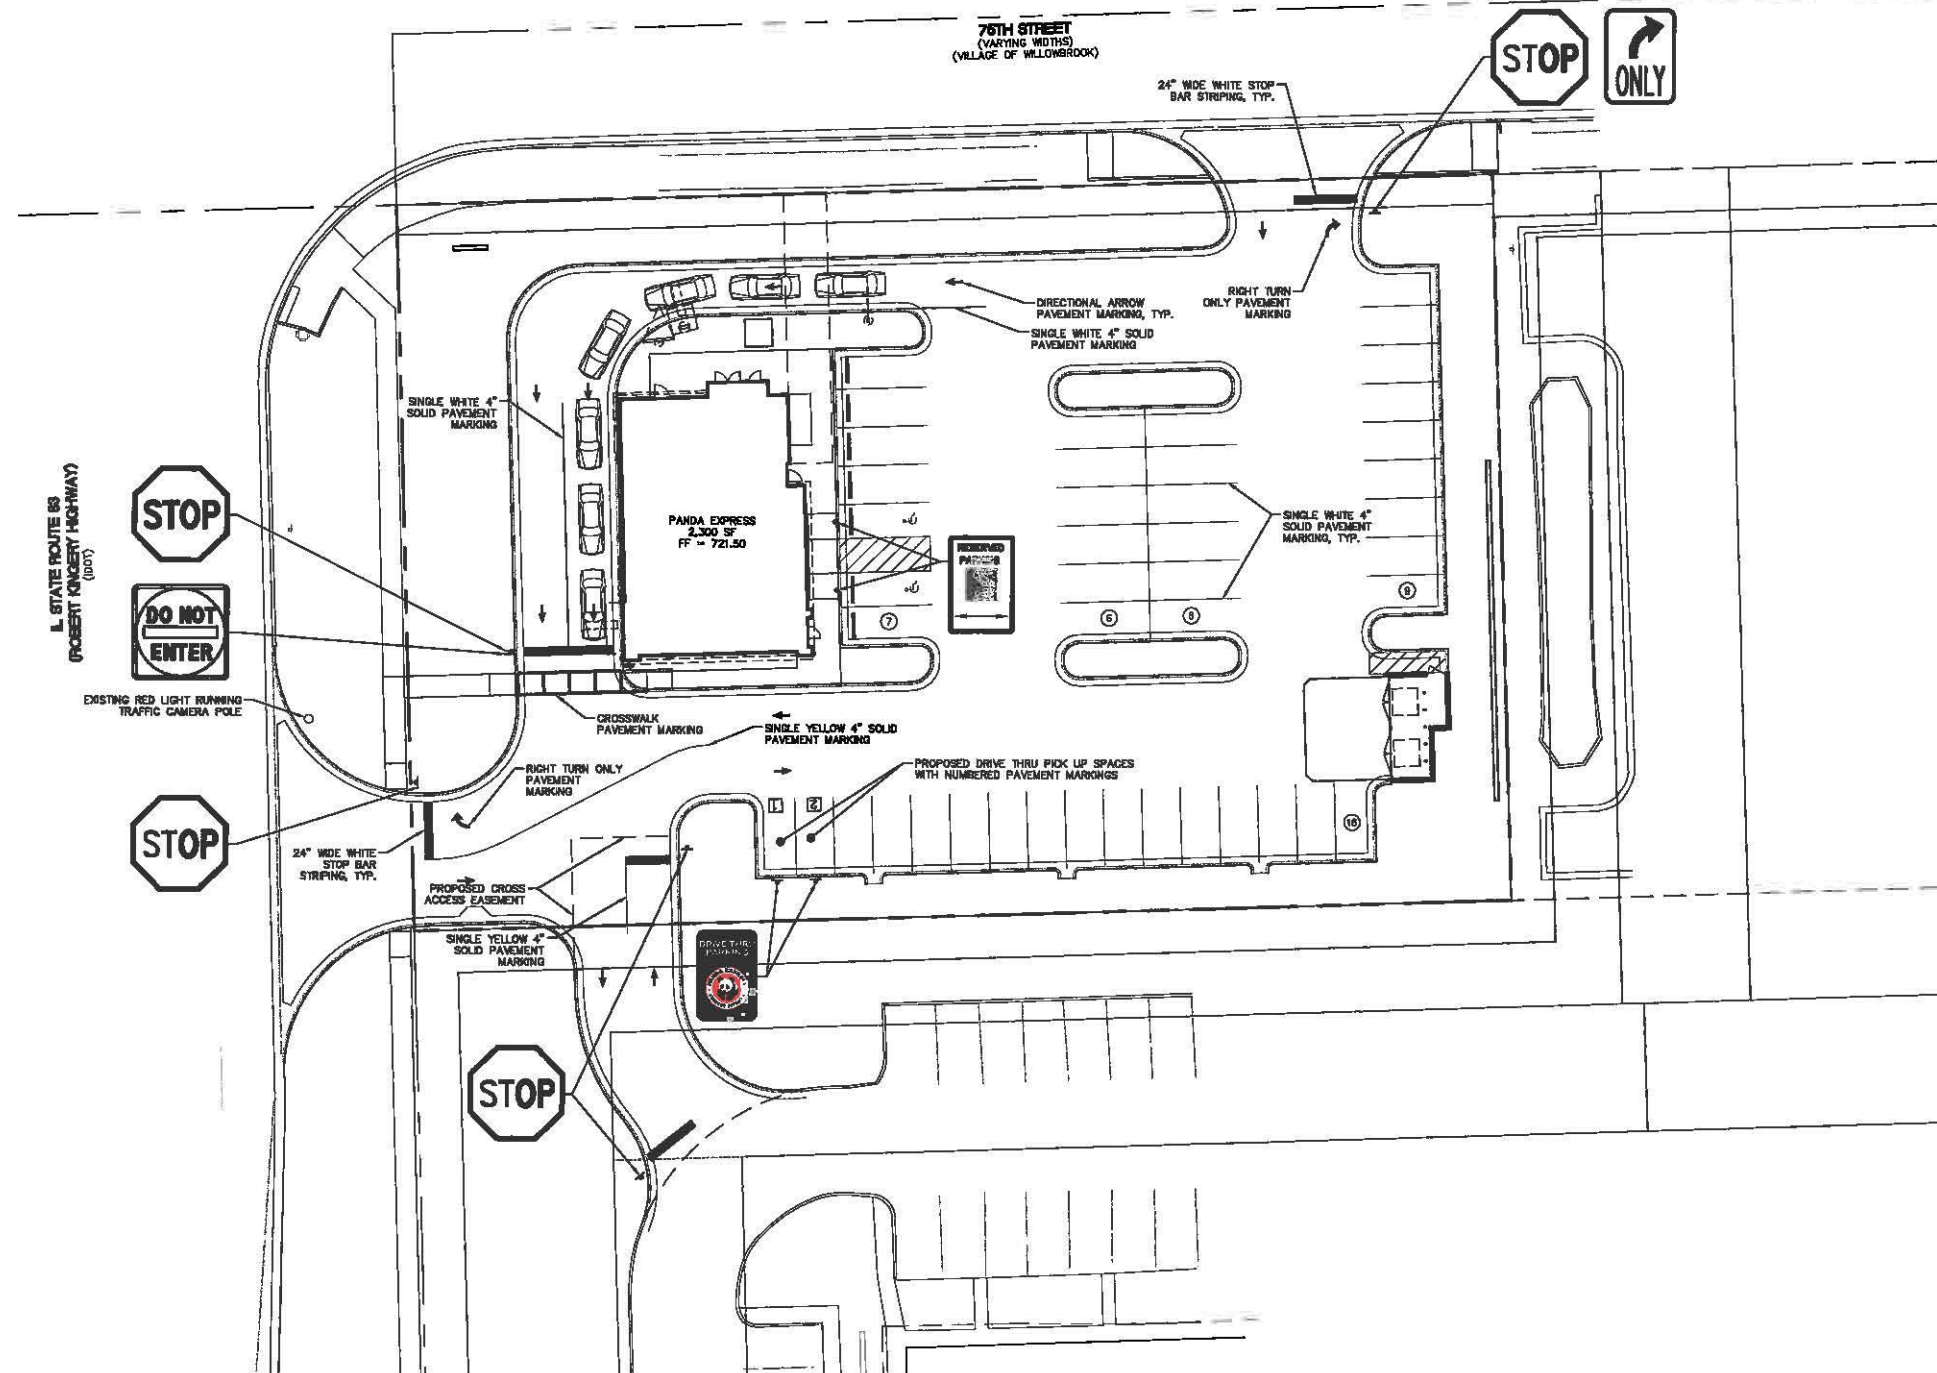 75TH STREET
(VARYING WIDTHS)
(VILLAGE OF WILLOWBROOK)
STOP
ONLY
24" WIDE WHITE STOP
BAR STRIPING, TYP.
DIRECTIONAL ARROW
PAVEMENT MARKING, TYP.
RIGHT TURN
ONLY PAVEMENT
MARKING
SINGLE WHITE 4" SOLID
PAVEMENT MARKING
SINGLE WHITE 4"
SOLID PAVEMENT
MARKING
IL STATE ROUTE 83
(ROBERT KINGERY HIGHWAY)
(IDOT)
STOP
PANDA EXPRESS
2,300 SF
FF = 721.50
SINGLE WHITE 4"
SOLID PAVEMENT
MARKING, TYP.
RESERVED
PARKING
DO NOT
ENTER
7
6
9
EXISTING RED LIGHT RUNNING
TRAFFIC CAMERA POLE
CROSSWALK
PAVEMENT MARKING
SINGLE YELLOW 4" SOLID
PAVEMENT MARKING
RIGHT TURN ONLY
PAVEMENT
MARKING
PROPOSED DRIVE THRU PICK UP SPACES
WITH NUMBERED PAVEMENT MARKINGS
1
2
16
STOP
24" WIDE WHITE
STOP BAR
STRIPING, TYP.
PROPOSED CROSS
ACCESS EASEMENT
SINGLE YELLOW 4"
SOLID PAVEMENT
MARKING
DRIVE THRU
PARKING
STOP